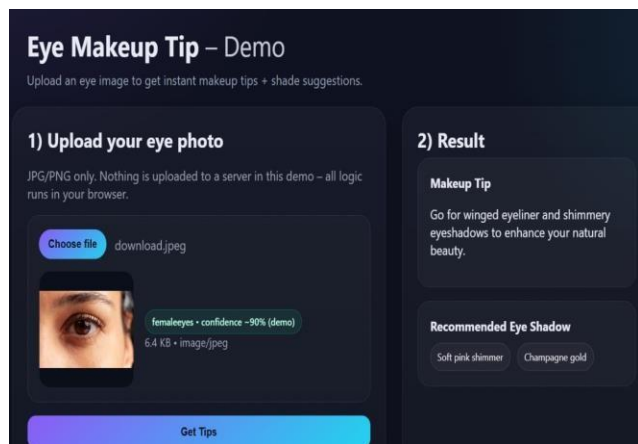 Eye Makeup Tip – Demo
Upload an eye image to get instant makeup tips + shade suggestions.
1) Upload your eye photo
JPG/PNG only. Nothing is uploaded to a server in this demo – all logic
runs in your browser.
Choose file download.jpeg
femaleeyes • confidence ~90% (demo)
6.4 KB • image/jpeg
Get Tips
2) Result
Makeup Tip
Go for winged eyeliner and shimmery
eyeshadows to enhance your natural
beauty.
Recommended Eye Shadow
Soft pink shimmer Champagne gold